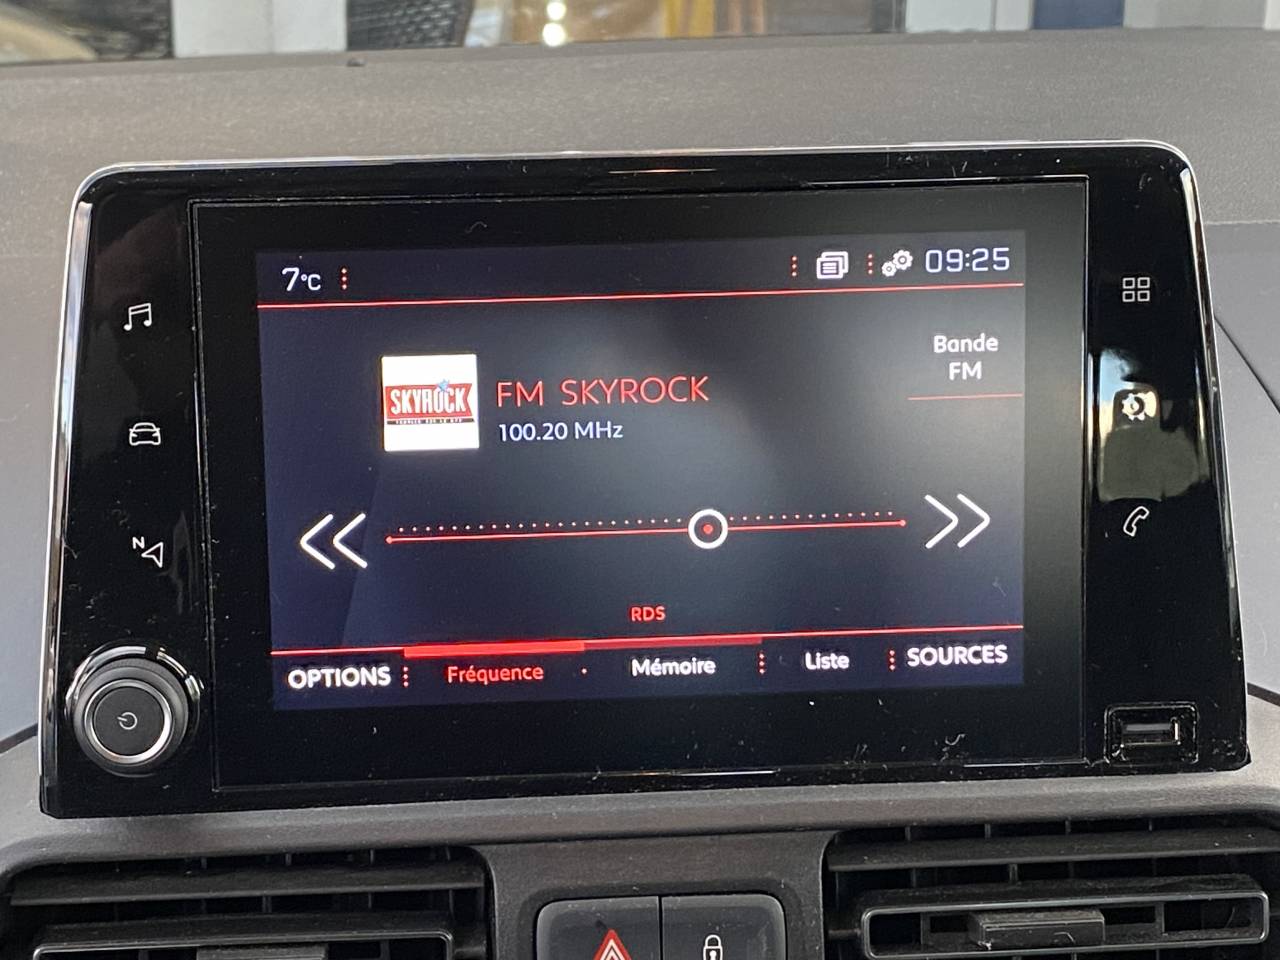 7°C
09:25
Bande
FM
SKYROCK
FM SKYROCK
100.20 MHz
N
RDS
OPTIONS
Fréquence
Mémoire
Liste
SOURCES